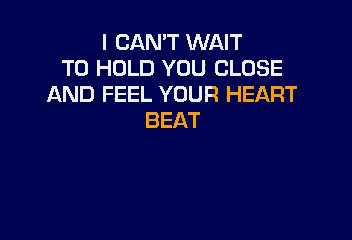 I CAN'T WAIT
TO HOLD YOU CLOSE
AND FEEL YOUR HEART
BEAT